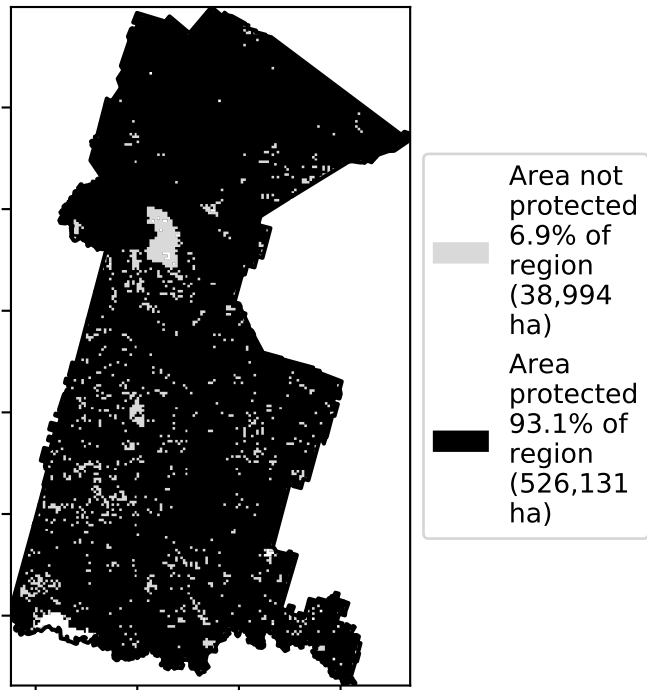 Area not
protected
6.9% of
region
(38,994
ha)
Area
protected
93.1% of
region
(526,131
ha)